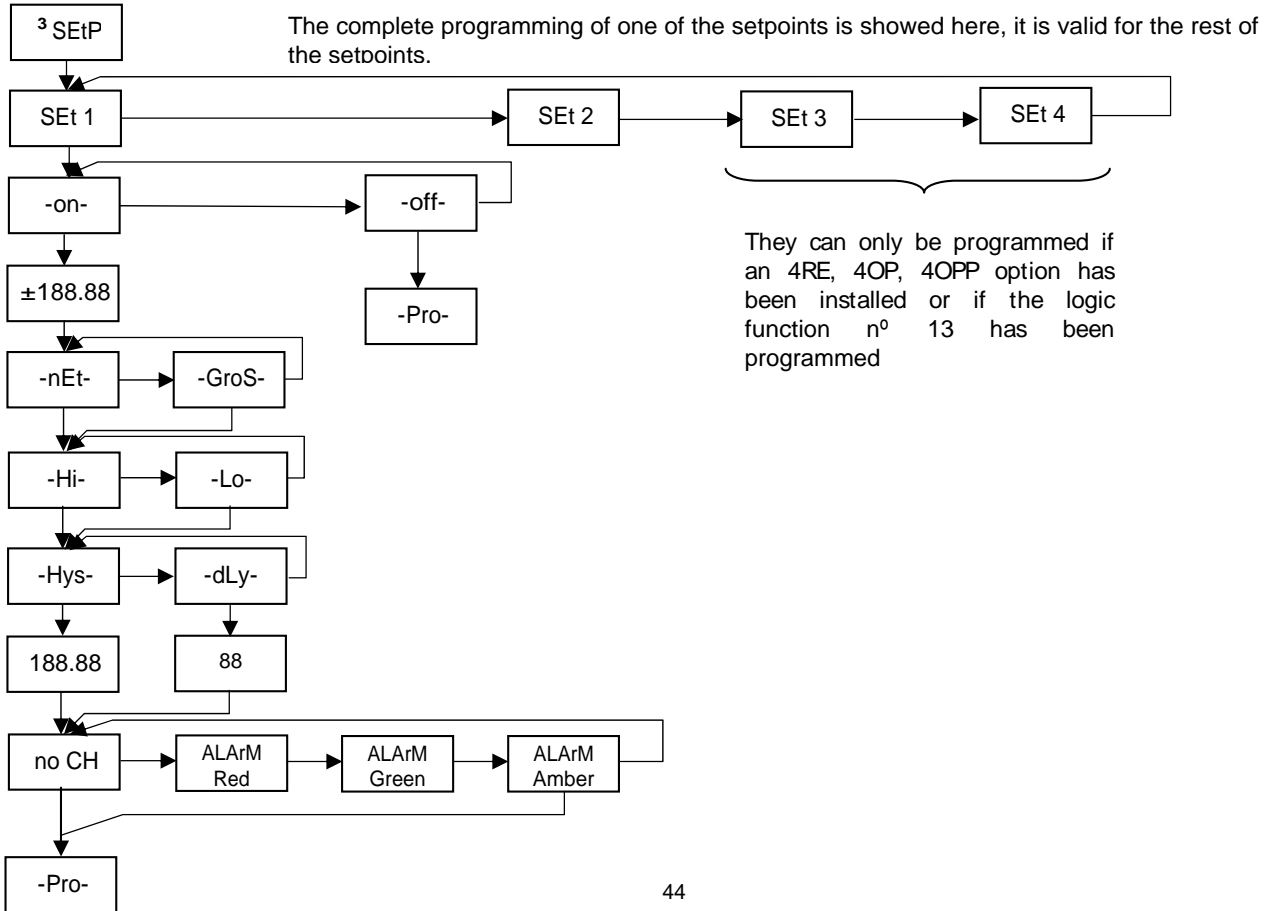 ³ SEtP
The complete programming of one of the setpoints is showed here, it is valid for the rest of
the setpoints.
SEt 1
SEt 2
SEt 3
SEt 4
-on-
-off-
They can only be programmed if
an 4RE, 4OP, 4OPP option has
been installed or if the logic
function nº 13 has been
programmed
±188.88
-Pro-
-nEt-
-GroS-
-Hi-
-Lo-
-Hys-
-dLy-
188.88
88
no CH
ALArM
Red
ALArM
Green
ALArM
Amber
-Pro-
44